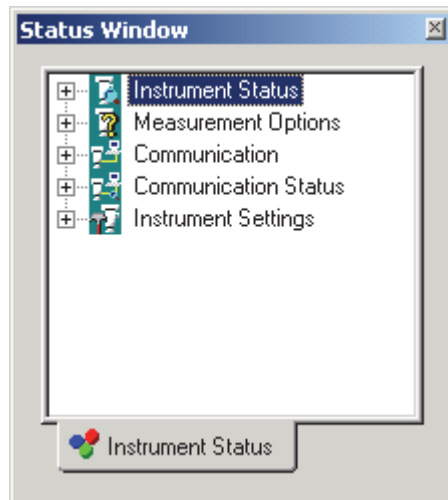 Status Window
Instrument Status
Measurement Options
Communication
Communication Status
Instrument Settings
Instrument Status